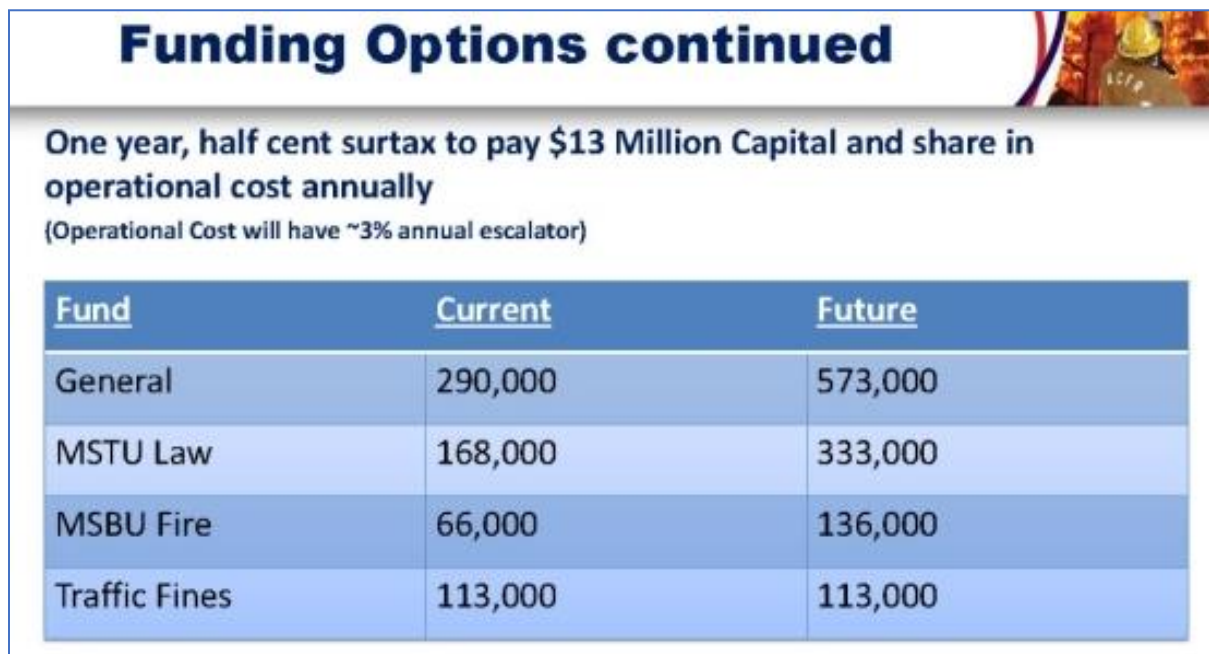 Funding Options continued
ACFR
One year, half cent surtax to pay $13 Million Capital and share in
operational cost annually
(Operational Cost will have ~3% annual escalator)
Fund Current Future
General 290,000 573,000
MSTU Law 168,000 333,000
MSBU Fire 66,000 136,000
Traffic Fines 113,000 113,000